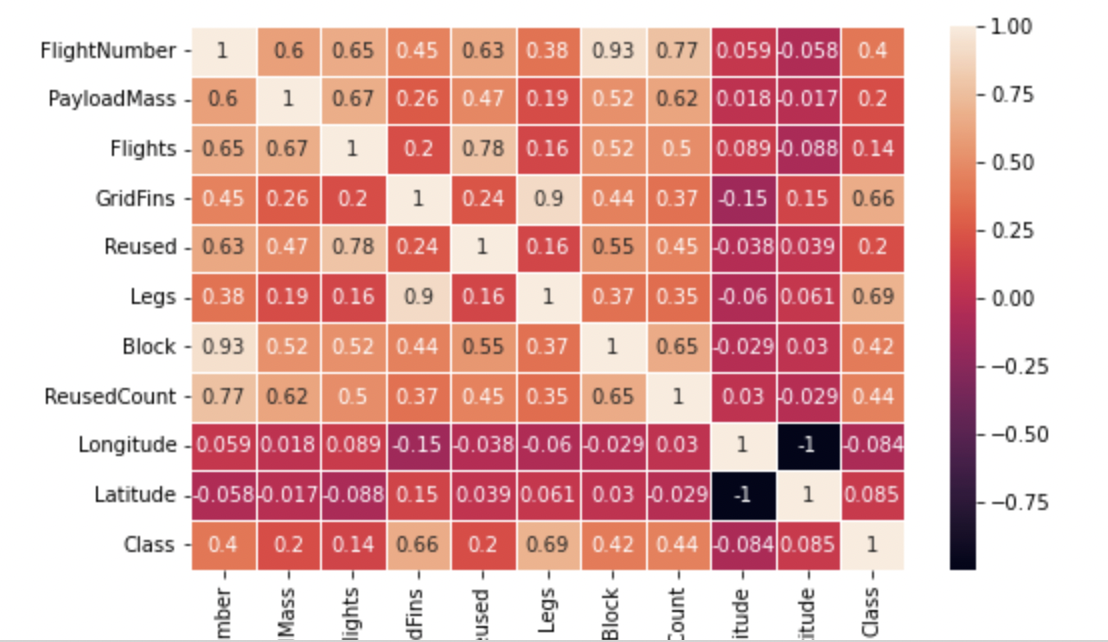 FlightNumber 1 0.6 0.65 0.45 0.63 0.38 0.93 0.77 0.059 -0.058 0.4
PayloadMass 0.6 1 0.67 0.26 0.47 0.19 0.52 0.62 0.018 -0.017 0.2
Flights 0.65 0.67 1 0.2 0.78 0.16 0.52 0.5 0.089 -0.088 0.14
GridFins 0.45 0.26 0.2 1 0.24 0.9 0.44 0.37 -0.15 0.15 0.66
Reused 0.63 0.47 0.78 0.24 1 0.16 0.55 0.45 -0.038 0.039 0.2
Legs 0.38 0.19 0.16 0.9 0.16 1 0.37 0.35 -0.06 0.061 0.69
Block 0.93 0.52 0.52 0.44 0.55 0.37 1 0.65 -0.029 0.03 0.42
ReusedCount 0.77 0.62 0.5 0.37 0.45 0.35 0.65 1 0.03 -0.029 0.44
Longitude 0.059 0.018 0.089 -0.15 -0.038 -0.06 -0.029 0.03 1 -1 -0.084
Latitude -0.058 -0.017 -0.088 0.15 0.039 0.061 0.03 -0.029 -1 1 0.085
Class 0.4 0.2 0.14 0.66 0.2 0.69 0.42 0.44 -0.084 0.085 1
mber
Mass
lights
dFins
eused
Legs
Block
Count
itude
titude
Class
1.00
0.75
0.50
0.25
0.00
−0.25
−0.50
−0.75